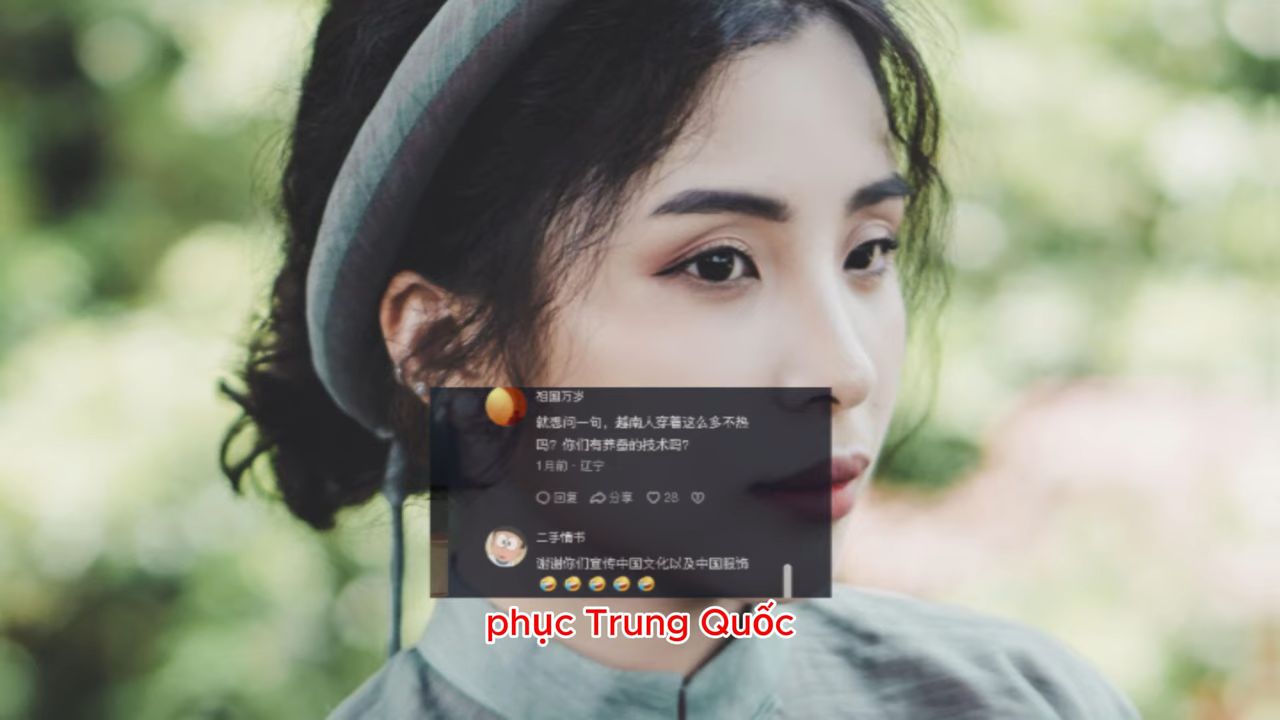 祖国万岁
就想问一句，越南人穿着这么多不热
吗？你们有养蚕的技术吗？
1月前 · 辽宁
回复 分享 28
二手情书
谢谢你们宣传中国文化以及中国服饰
phục Trung Quốc